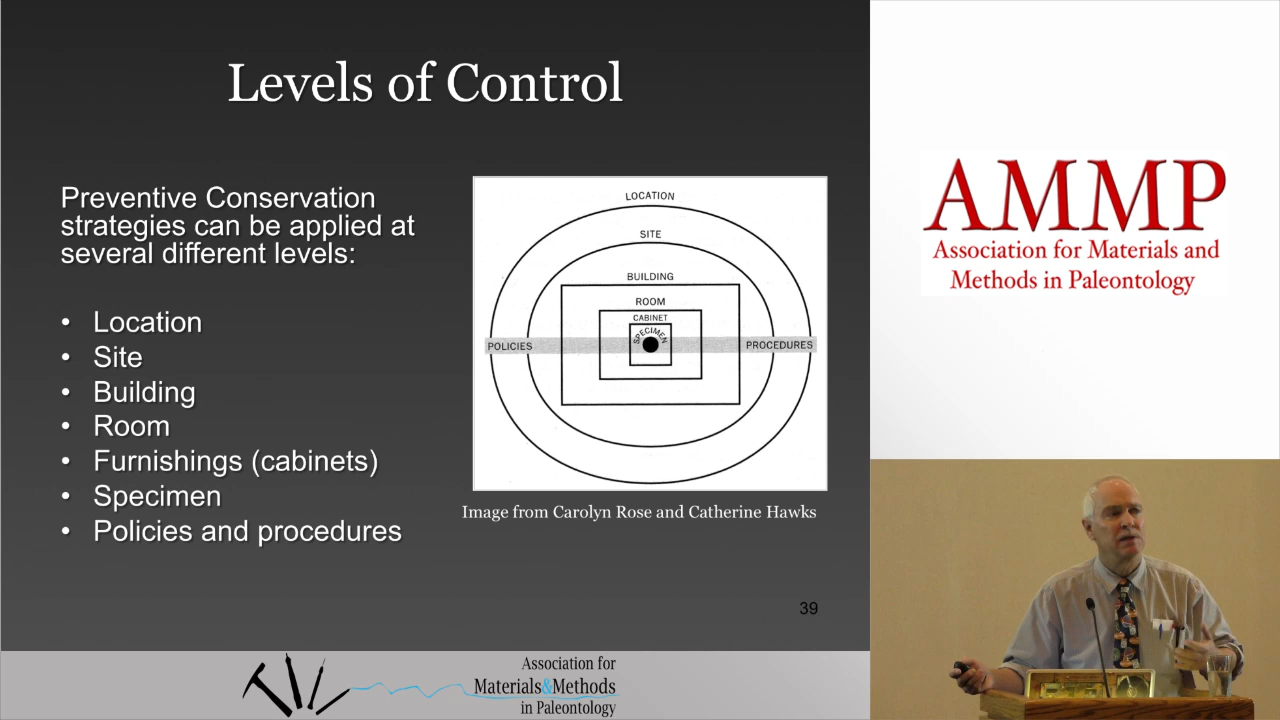 Levels of Control
Preventive Conservation
strategies can be applied at
several different levels:
• Location
• Site
• Building
• Room
• Furnishings (cabinets)
• Specimen
• Policies and procedures
LOCATION
SITE
BUILDING
ROOM
CABINET
SPECIMEN
POLICIES
PROCEDURES
Image from Carolyn Rose and Catherine Hawks
39
Association for
Materials&Methods
in Paleontology
AMMP
Association for Materials and
Methods in Paleontology